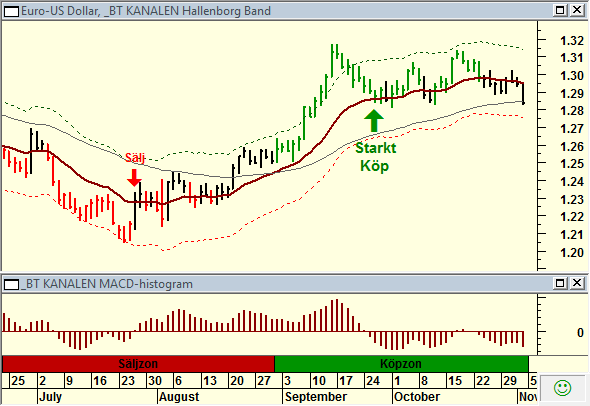 Euro-US Dollar, _BT KANALEN Hallenborg Band
1.32
1.31
1.30
1.29
1.28
1.27
1.26
1.25
1.24
1.23
1.22
1.21
1.20
Sälj
Starkt
Köp
_BT KANALEN MACD-histogram
0
Säljzon Köpzon
25 2 9 16 23 30 6 13 20 27 3 10 17 24 1 8 15 22 29 5
July August September October Nov